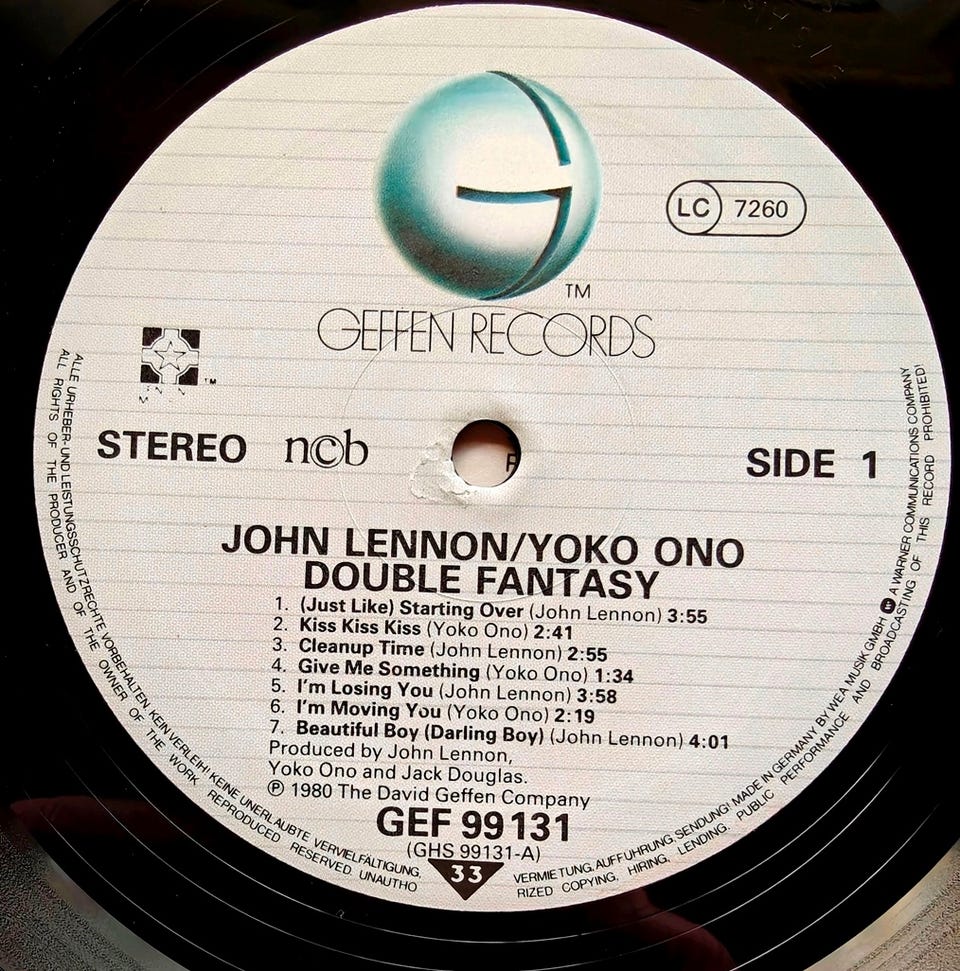 TM
LC 7260
GEFFEN RECORDS
TM
STEREO n©b SIDE 1
JOHN LENNON/YOKO ONO
DOUBLE FANTASY
1. (Just Like) Starting Over (John Lennon) 3:55
2. Kiss Kiss Kiss (Yoko Ono) 2:41
3. Cleanup Time (John Lennon) 2:55
4. Give Me Something (Yoko Ono) 1:34
5. I'm Losing You (John Lennon) 3:58
6. I'm Moving You (Yoko Ono) 2:19
7. Beautiful Boy (Darling Boy) (John Lennon) 4:01
Produced by John Lennon,
Yoko Ono and Jack Douglas.
℗ 1980 The David Geffen Company
GEF 99131
(GHS 99131-A)
33
ALLE URHEBER- UND LEISTUNGSSCHUTZRECHTE VORBEHALTEN KEIN VERLEIH! KEINE UNERLAUBTE VERVIELFÄLTIGUNG, VERMIETUNG, AUFFÜHRUNG, SENDUNG! MADE IN GERMANY BY WEA MUSIK GMBH A WARNER COMMUNICATIONS COMPANY
ALL RIGHTS OF THE PRODUCER AND OF THE OWNER OF THE WORK REPRODUCED RESERVED. UNAUTHORIZED COPYING, HIRING, LENDING, PUBLIC PERFORMANCE AND BROADCASTING OF THIS RECORD PROHIBITED!